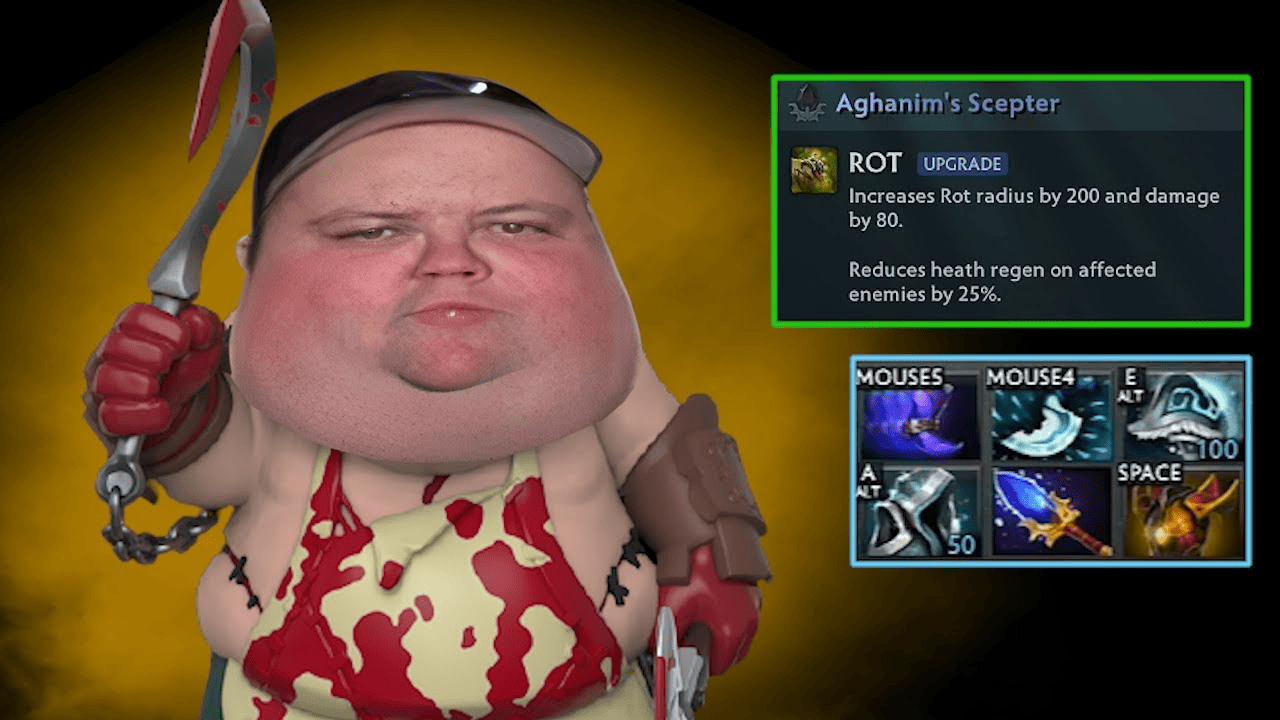 Aghanim's Scepter
ROT UPGRADE
Increases Rot radius by 200 and damage
by 80.
Reduces heath regen on affected
enemies by 25%.
MOUSE5 MOUSE4 E
ALT
100
A SPACE
ALT
50